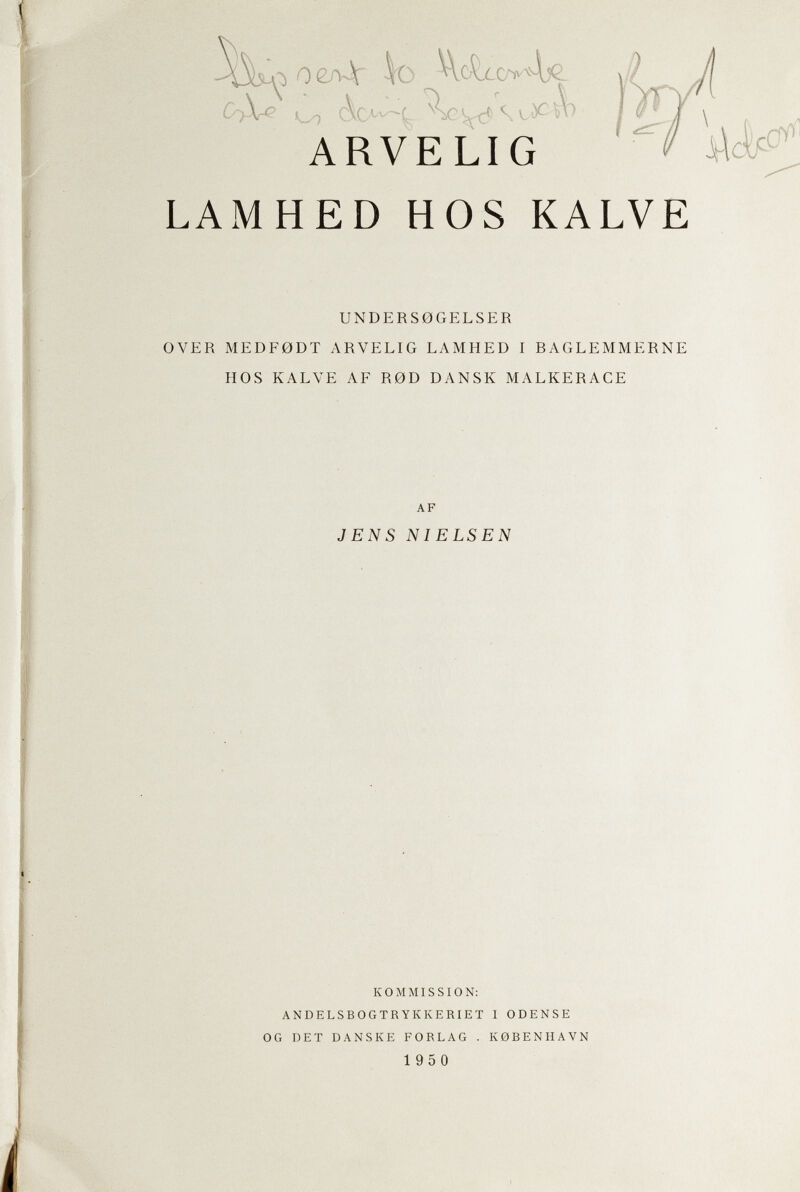 ARVELIG
LAMHED HOS KALVE
UNDERSØGELSER
OVER MEDFØDT ARVELIG LAMHED I BAGLEMMERNE
HOS KALVE AF RØD DANSK MALKERACE
AF
JENS NIELSEN
KOMMISSION:
ANDELSBOGTRYKKERIET I ODENSE
OG DET DANSKE FORLAG . KØBENHAVN
1950